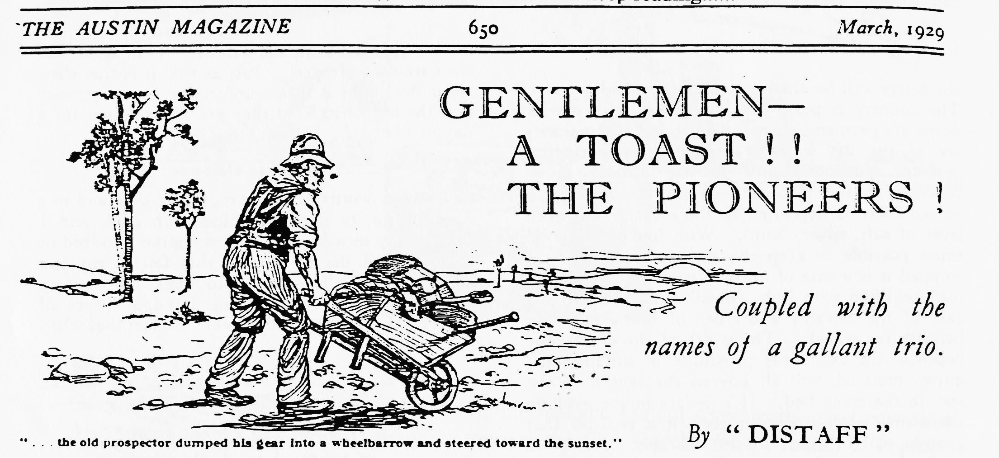 THE AUSTIN MAGAZINE 650 March, 1929
GENTLEMEN—
A TOAST!!
THE PIONEERS!
Coupled with the
names of a gallant trio.
By "DISTAFF"
". . . the old prospector dumped his gear into a wheelbarrow and steered toward the sunset."